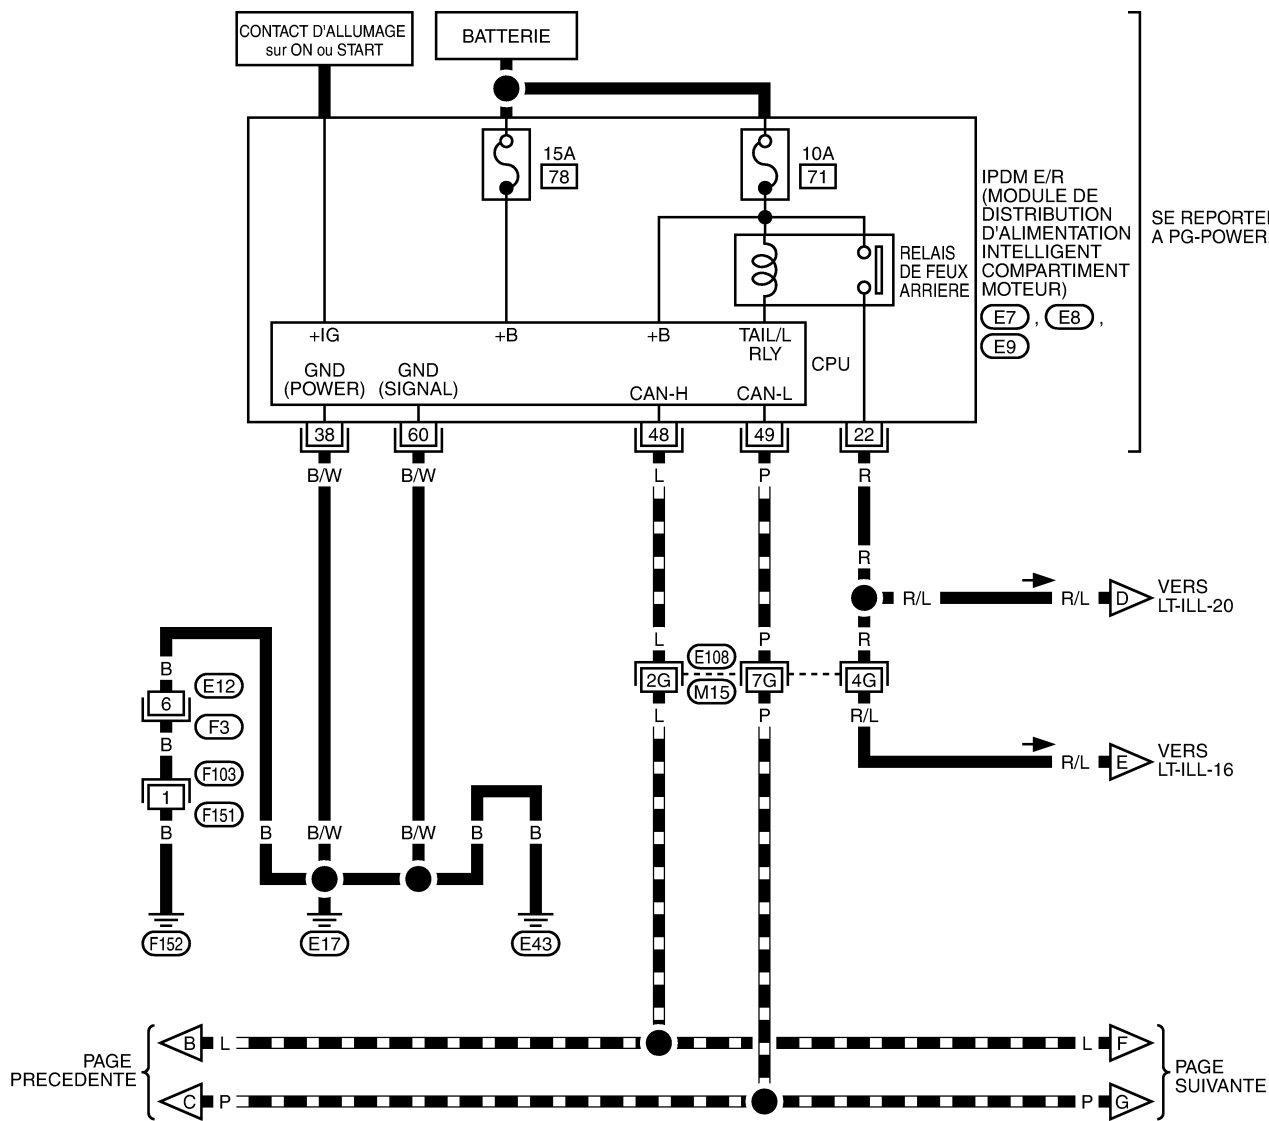 CONTACT D'ALLUMAGE
sur ON ou START
BATTERIE
15A
78
10A
71
IPDM E/R
(MODULE DE
DISTRIBUTION
D'ALIMENTATION
INTELLIGENT
COMPARTIMENT
MOTEUR)
E7 , E8 ,
E9
SE REPORTE
A PG-POWER
RELAIS
DE FEUX
ARRIERE
+IG
+B
+B
TAIL/L
RLY
CPU
GND
(POWER)
GND
(SIGNAL)
CAN-H
CAN-L
38
60
48
49
22
B/W
B/W
L
P
R
R
R/L
R/L
D
VERS
LT-ILL-20
L
P
R
E108
M15
2G
7G
4G
L
P
R/L
R/L
E
VERS
LT-ILL-16
B
6
E12
F3
B
F103
1
F151
B
B
B/W
B/W
B
B
F152
E17
E43
PAGE
PRECEDENTE
B
L
L
F
C
P
P
G
PAGE
SUIVANTE